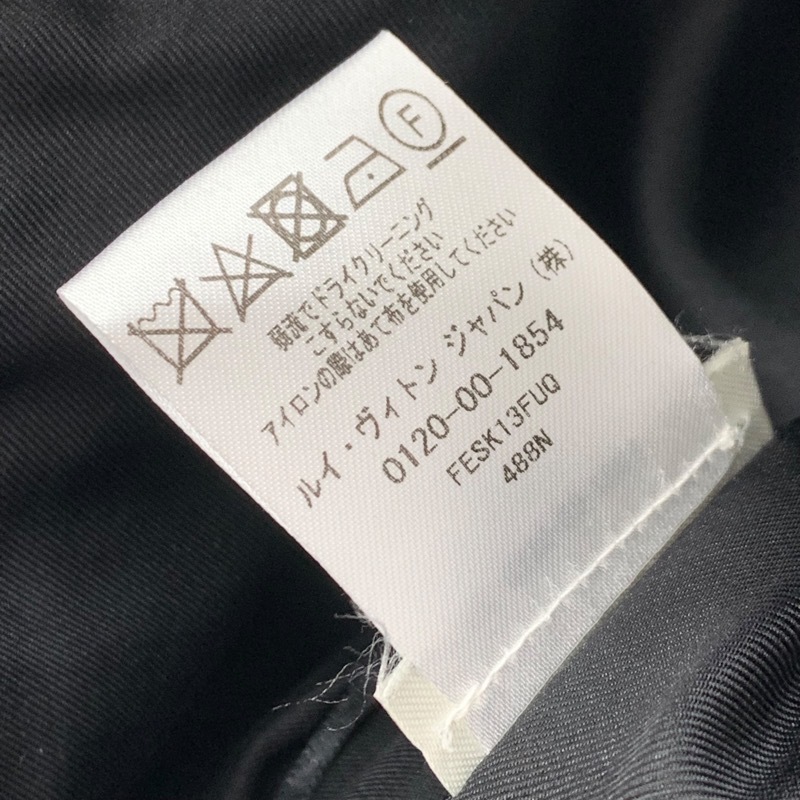 F
弱流でドライクリーニング
こすらないでください
アイロンの際はあて布を使用してください
ルイ・ヴィトン ジャパン (株)
0120-00-1854
FESK13FUQ
488N